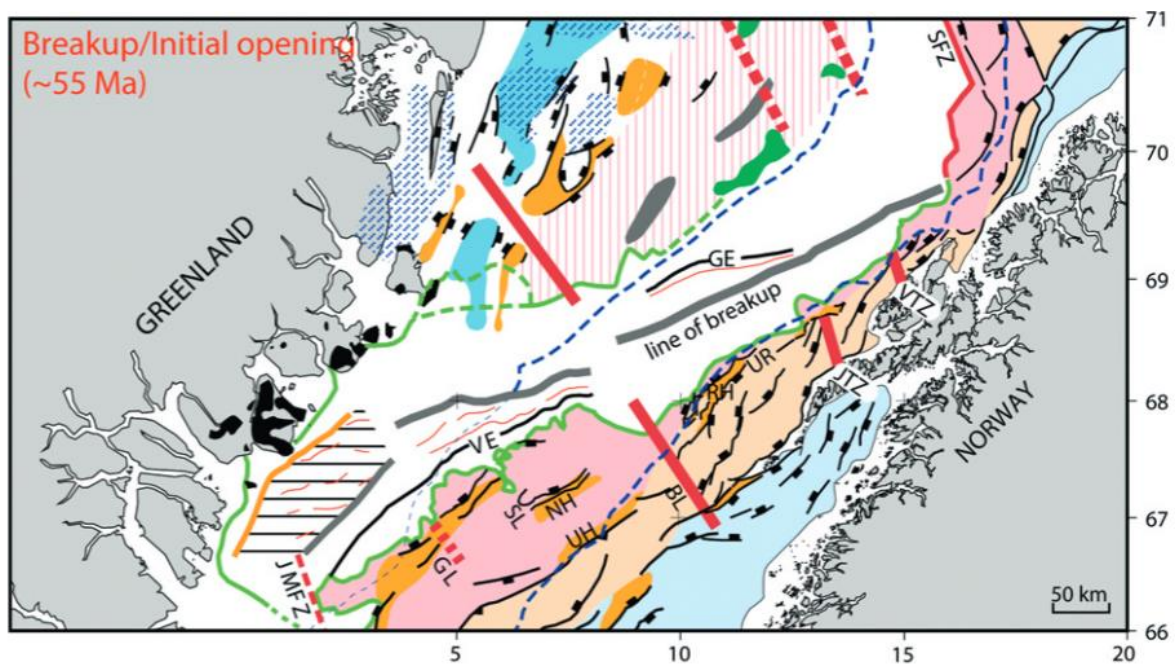 Breakup/Initial opening
(~55 Ma)
SFZ
GREENLAND
GE
line of breakup
VTZ
UR
JTZ
RH
NORWAY
VE
BL
SL
NH
UH
GL
JMFZ
50 km
71
70
69
68
67
66
5
10
15
20